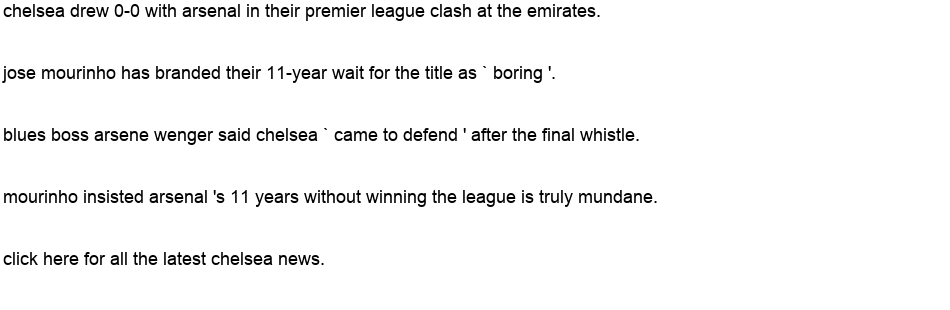 chelsea drew 0-0 with arsenal in their premier league clash at the emirates.
jose mourinho has branded their 11-year wait for the title as ` boring '.
blues boss arsene wenger said chelsea ` came to defend ' after the final whistle.
mourinho insisted arsenal 's 11 years without winning the league is truly mundane.
click here for all the latest chelsea news.